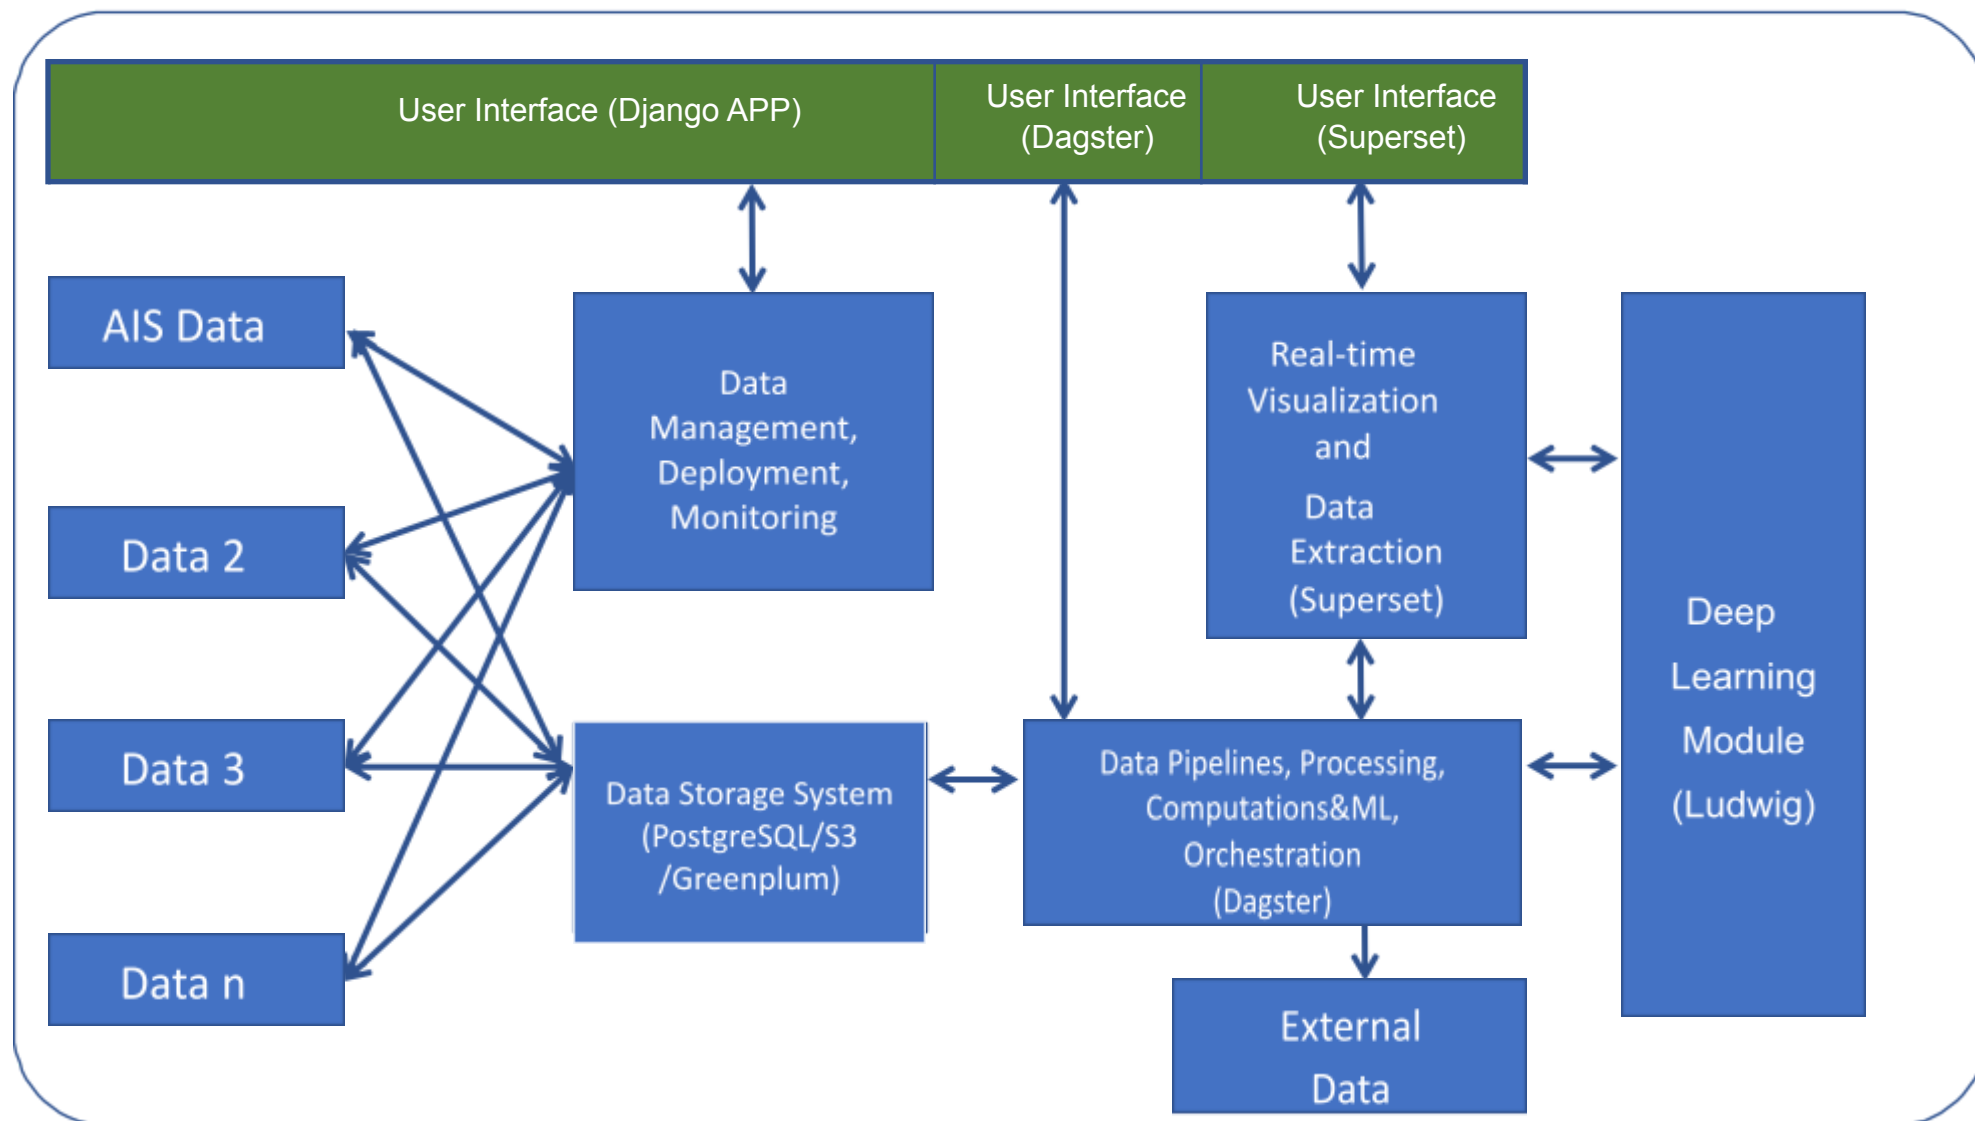 User Interface (Django APP)
User Interface
(Dagster)
User Interface
(Superset)
AIS Data
Data 2
Data 3
Data n
Data
Management,
Deployment,
Monitoring
Data Storage System
(PostgreSQL/S3
/Greenplum)
Real-time
Visualization
and
Data
Extraction
(Superset)
Data Pipelines, Processing,
Computations&ML,
Orchestration
(Dagster)
External
Data
Deep
Learning
Module
(Ludwig)